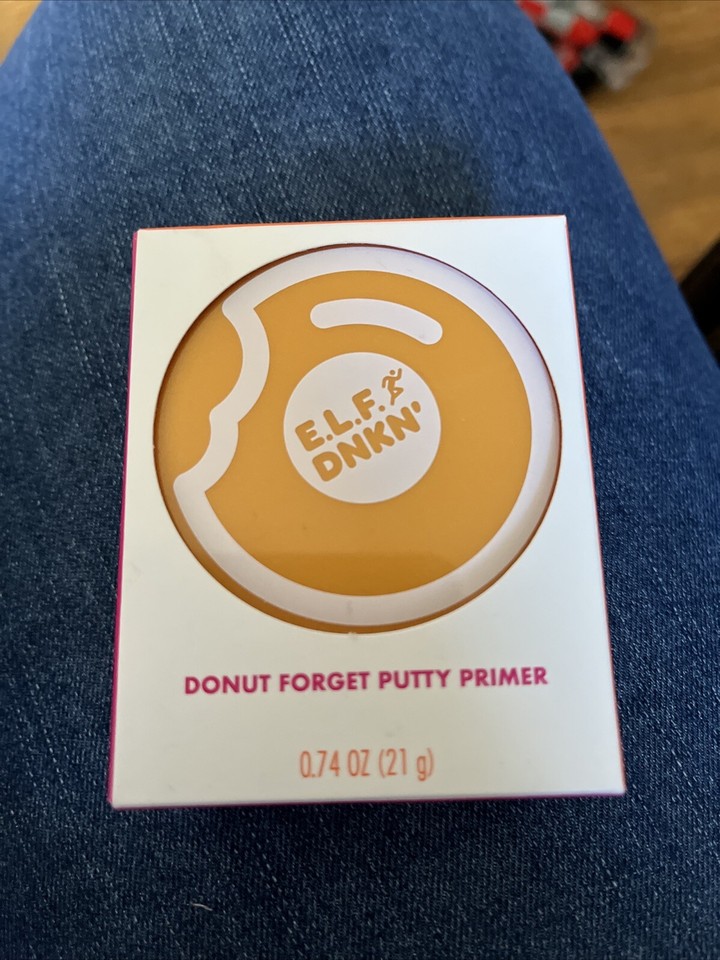 E.L.F.
DNKN'
DONUT FORGET PUTTY PRIMER
0.74 OZ (21 g)